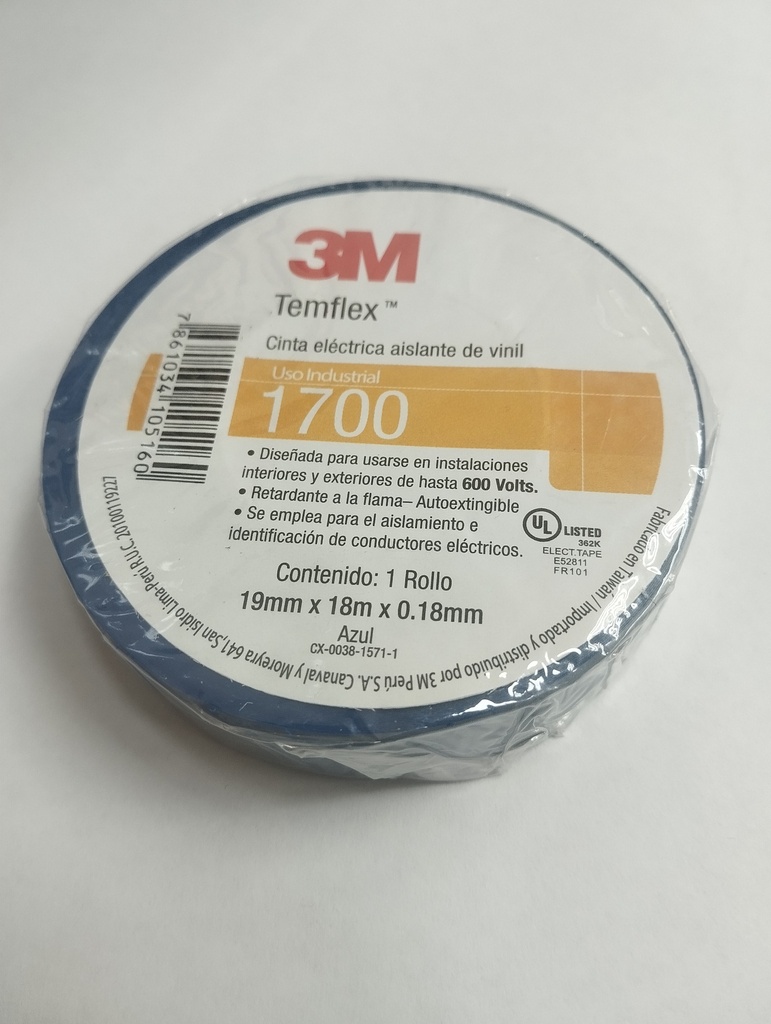 3M
Temflex™
Cinta eléctrica aislante de vinil
Uso Industrial
1700
• Diseñada para usarse en instalaciones
interiores y exteriores de hasta 600 Volts.
• Retardante a la flama– Autoextingible
• Se emplea para el aislamiento e
identificación de conductores eléctricos.
UL LISTED
362K
ELECT.TAPE
E52811
FR101
Contenido: 1 Rollo
19mm x 18m x 0.18mm
Azul
CX-0038-1571-1
7861034105160
Fabricado en Taiwan / Importado y distribuido por 3M Perú S.A. Canaval y Moreyra 641,San Isidro Lima-Perú R.U.C.20100119227